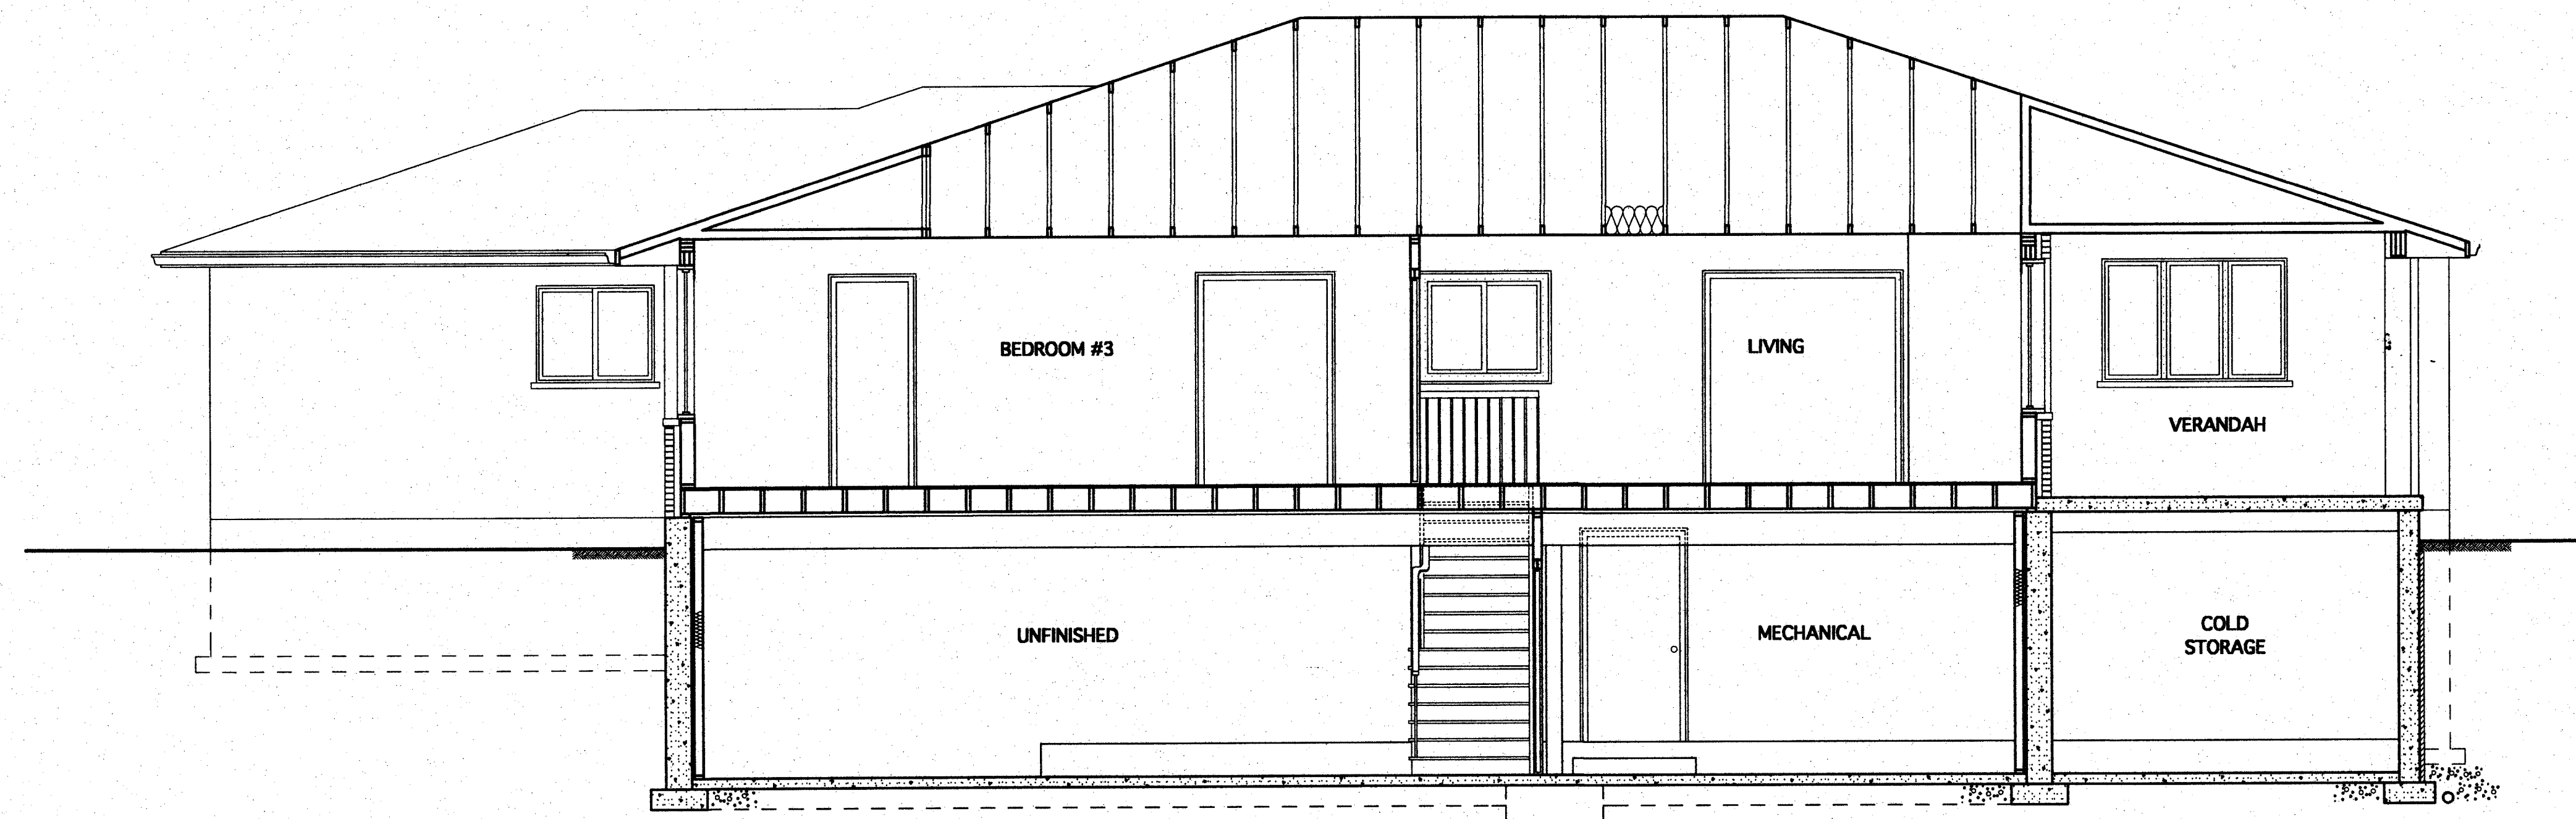 BEDROOM #3
LIVING
VERANDAH
UNFINISHED
MECHANICAL
COLD
STORAGE